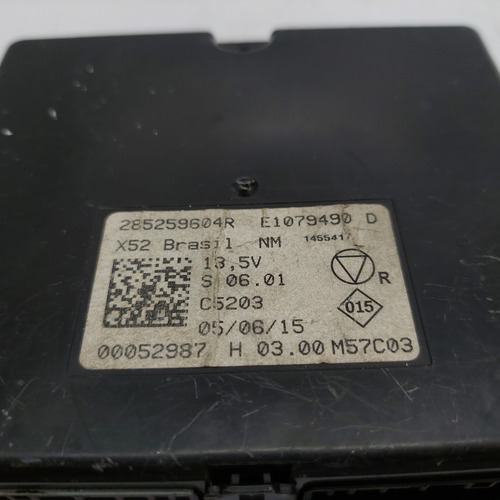 285259604R E1079490 D
X52 Brasil NM 1455417
13,5V
S 06.01 R
C5203 015
05/06/15
00052987 H 03.00 M57C03